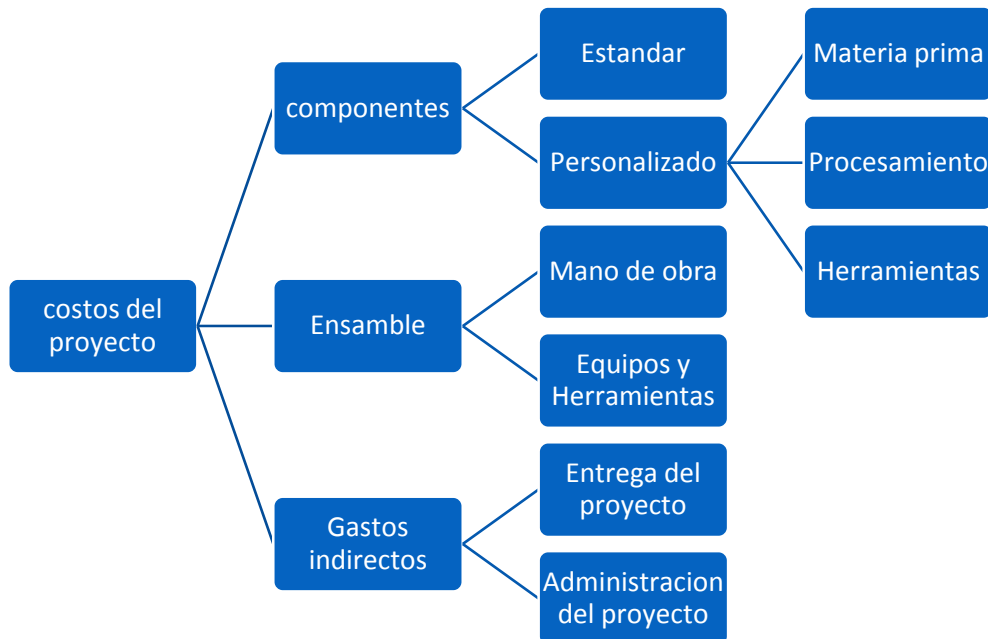 costos del
proyecto
componentes
Estandar
Personalizado
Materia prima
Procesamiento
Herramientas
Ensamble
Mano de obra
Equipos y
Herramientas
Gastos
indirectos
Entrega del
proyecto
Administracion
del proyecto